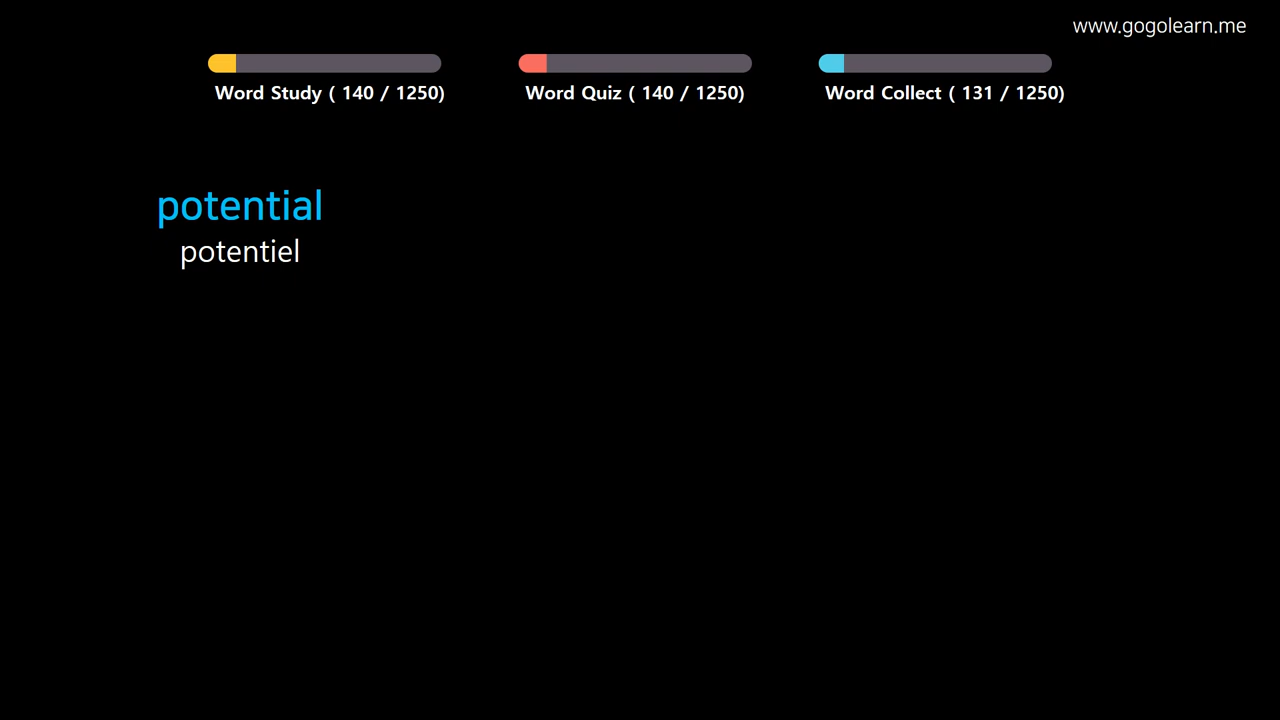 www.gogolearn.me
Word Study ( 140 / 1250)
Word Quiz ( 140 / 1250)
Word Collect ( 131 / 1250)
potential
potentiel